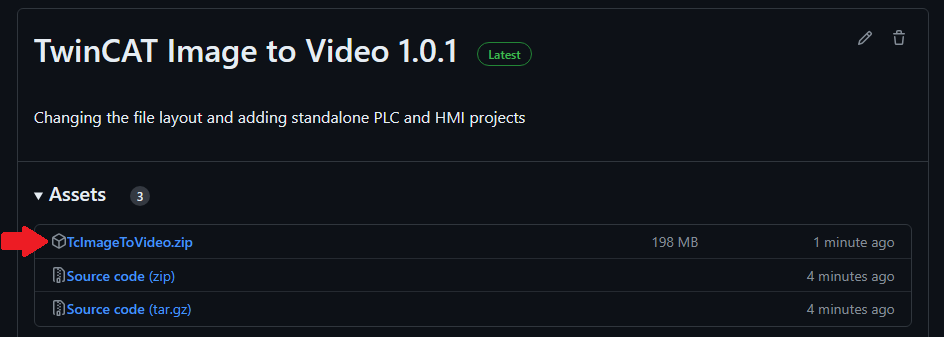 TwinCAT Image to Video 1.0.1 Latest
Changing the file layout and adding standalone PLC and HMI projects
Assets 3
TcImageToVideo.zip 198 MB 1 minute ago
Source code (zip) 4 minutes ago
Source code (tar.gz) 4 minutes ago